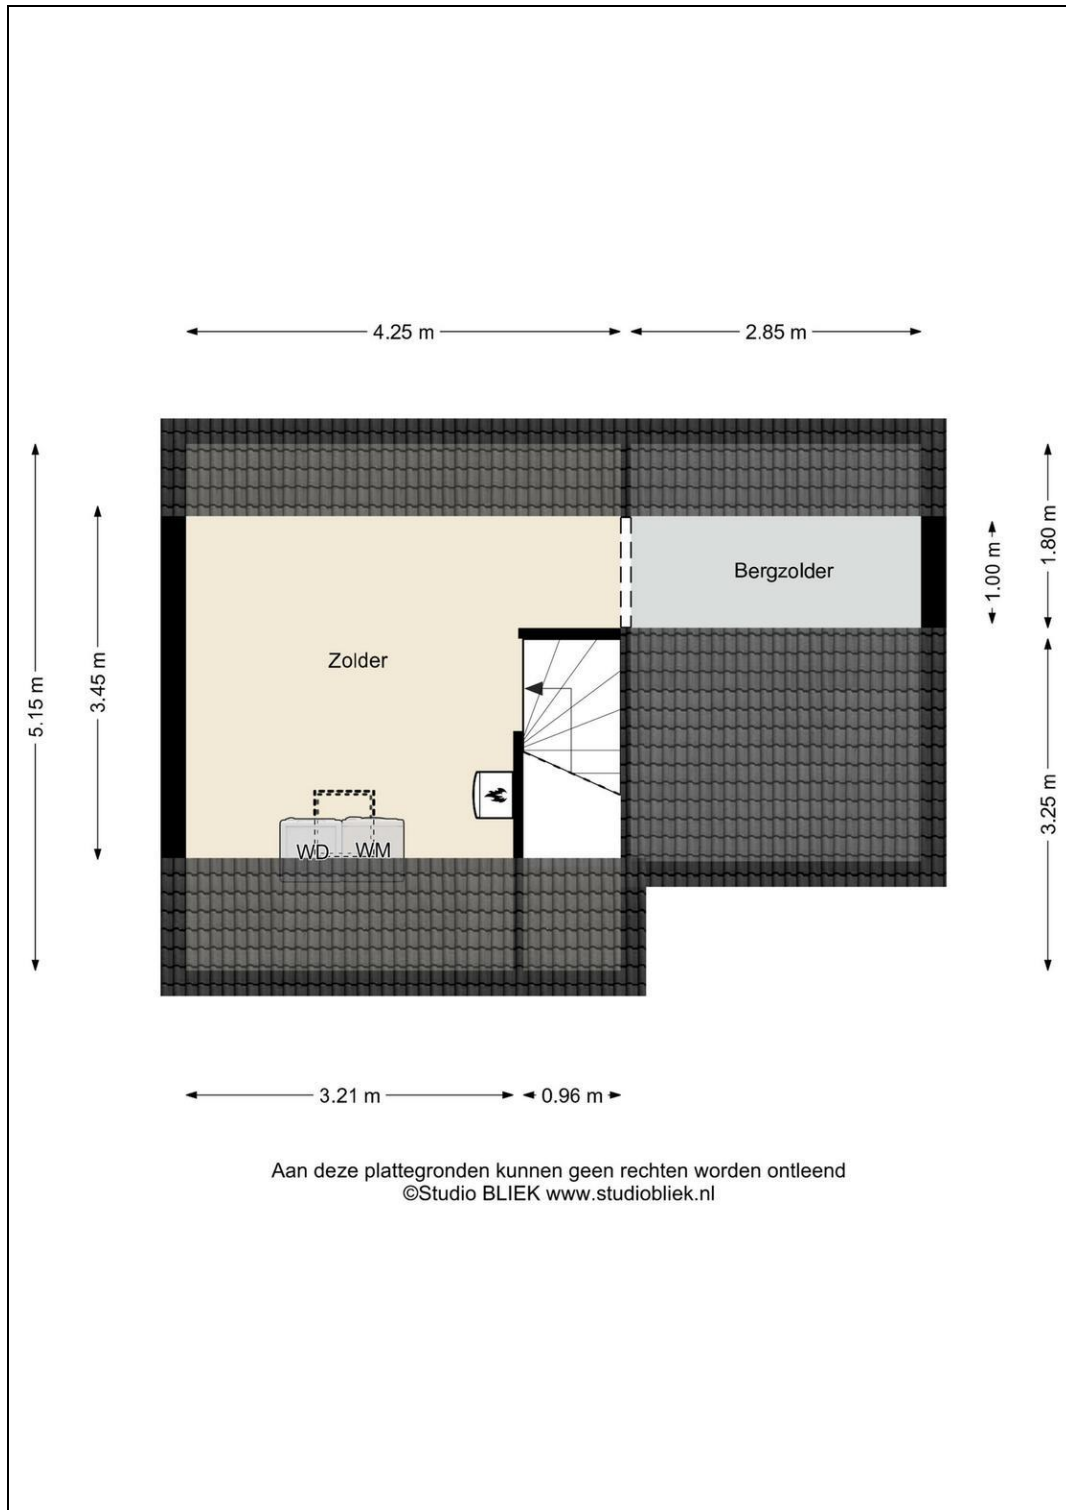 4.25 m
2.85 m
5.15 m
3.45 m
1.00 m
1.80 m
Bergzolder
Zolder
3.25 m
WD
WM
3.21 m
0.96 m
Aan deze plattegronden kunnen geen rechten worden ontleend
©Studio BLIEK www.studiobliek.nl